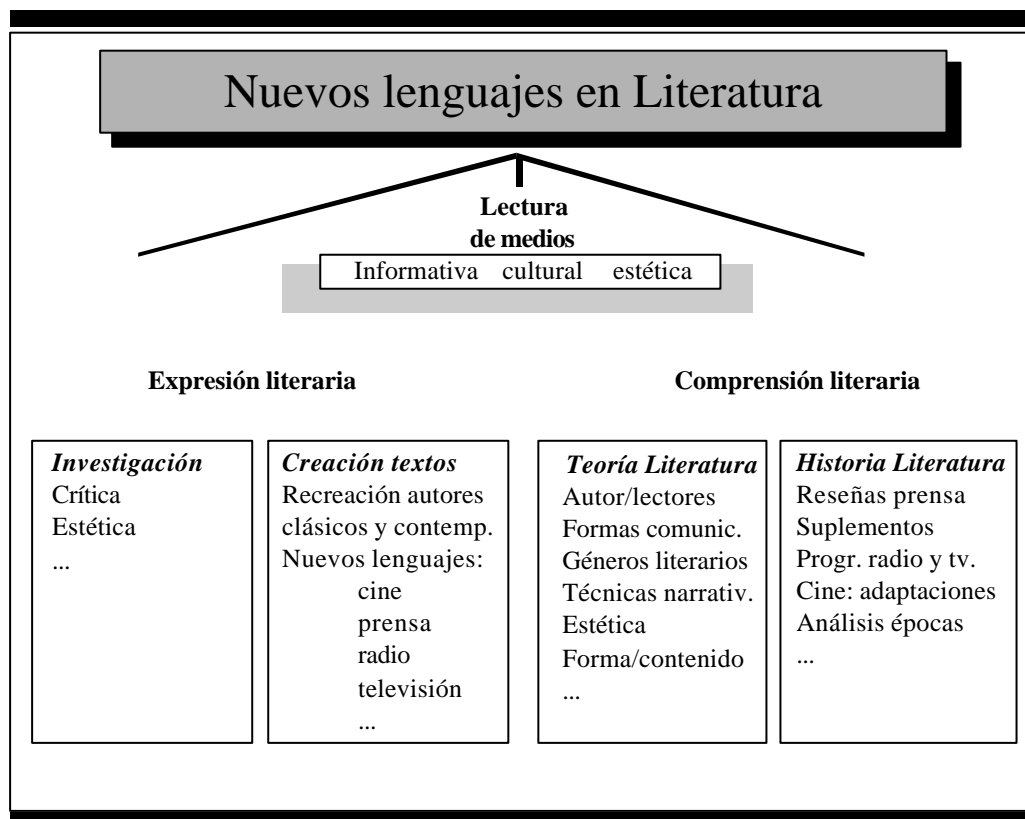 Nuevos lenguajes en Literatura
Lectura
de medios
Informativa cultural estética
Expresión literaria
Investigación
Crítica
Estética
...
Creación textos
Recreación autores
clásicos y contemp.
Nuevos lenguajes:
cine
prensa
radio
televisión
...
Comprensión literaria
Teoría Literatura
Autor/lectores
Formas comunic.
Géneros literarios
Técnicas narrativ.
Estética
Forma/contenido
...
Historia Literatura
Reseñas prensa
Suplementos
Progr. radio y tv.
Cine: adaptaciones
Análisis épocas
...